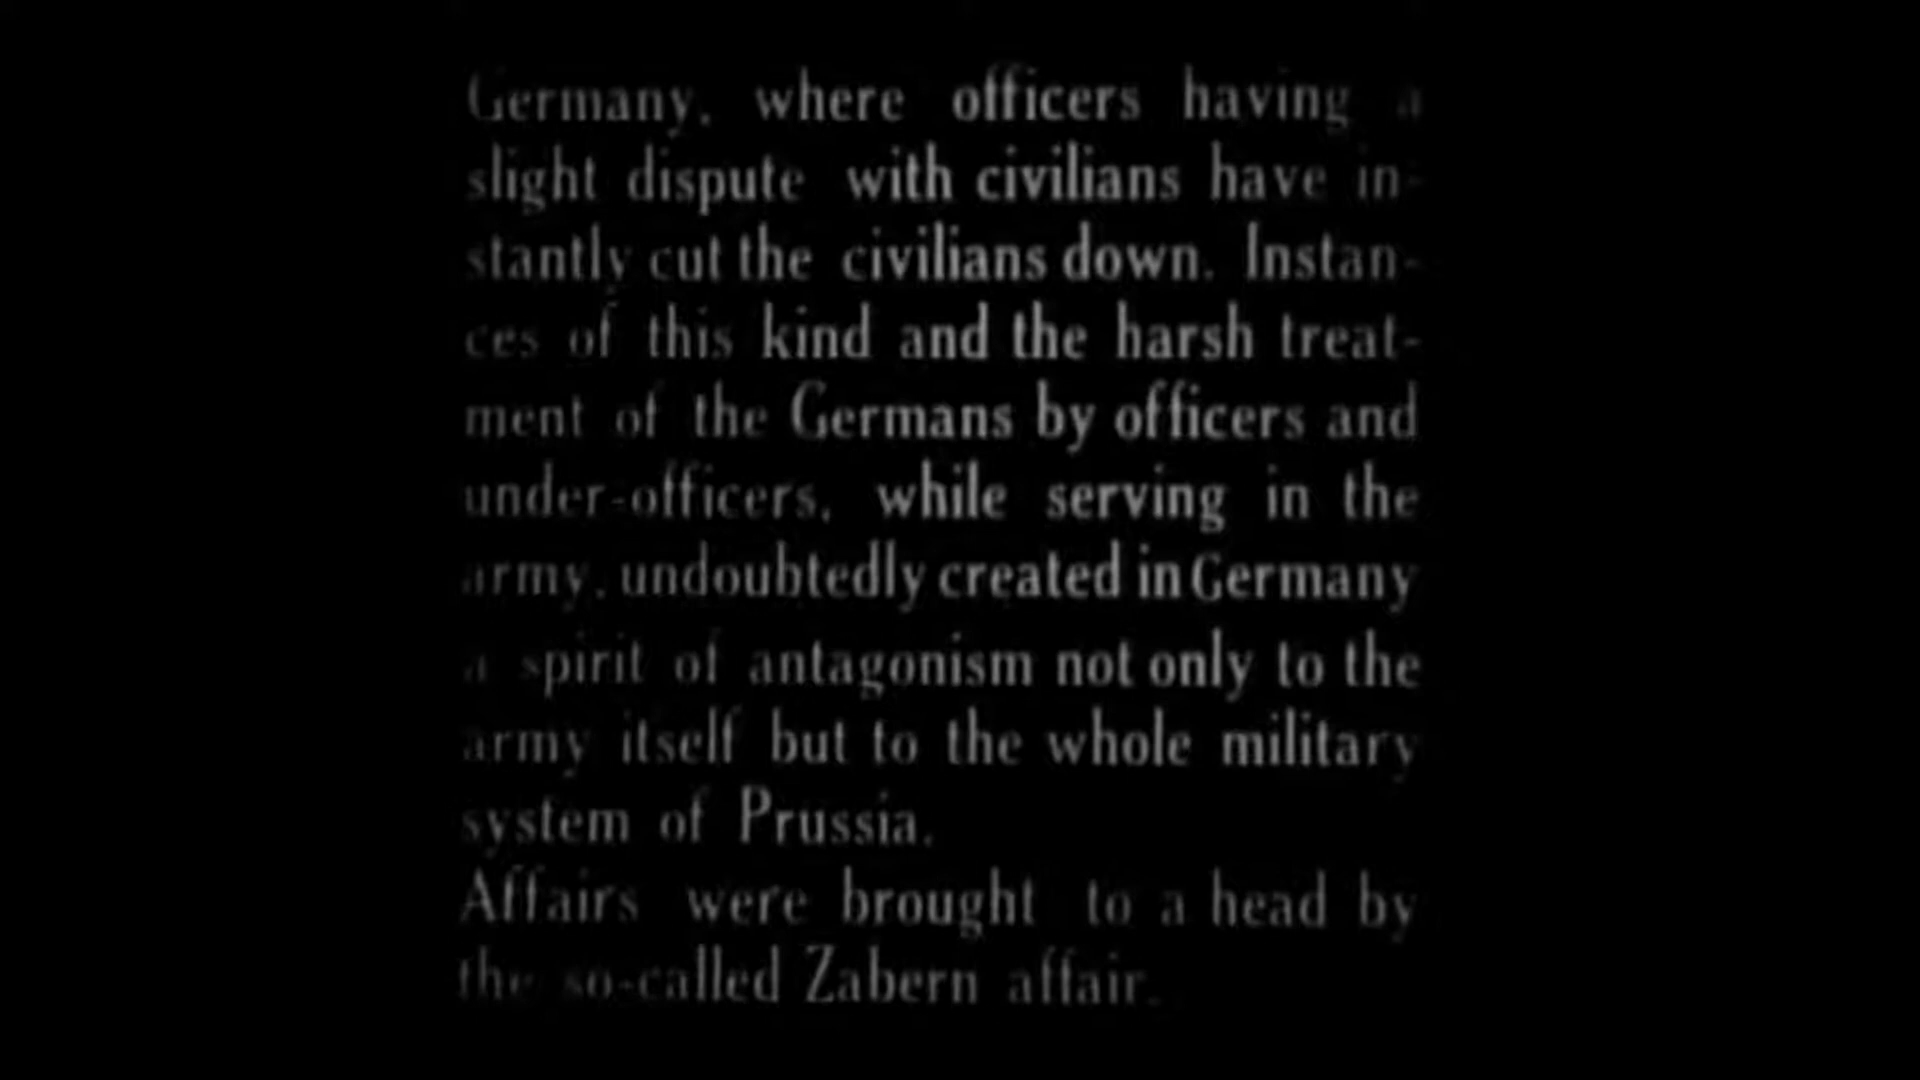 Germany, where officers having a
slight dispute with civilians have in-
stantly cut the civilians down. Instan-
ces of this kind and the harsh treat-
ment of the Germans by officers and
under-officers, while serving in the
army, undoubtedly created in Germany
a spirit of antagonism not only to the
army itself but to the whole military
system of Prussia.
Affairs were brought to a head by
the so-called Zabern affair.